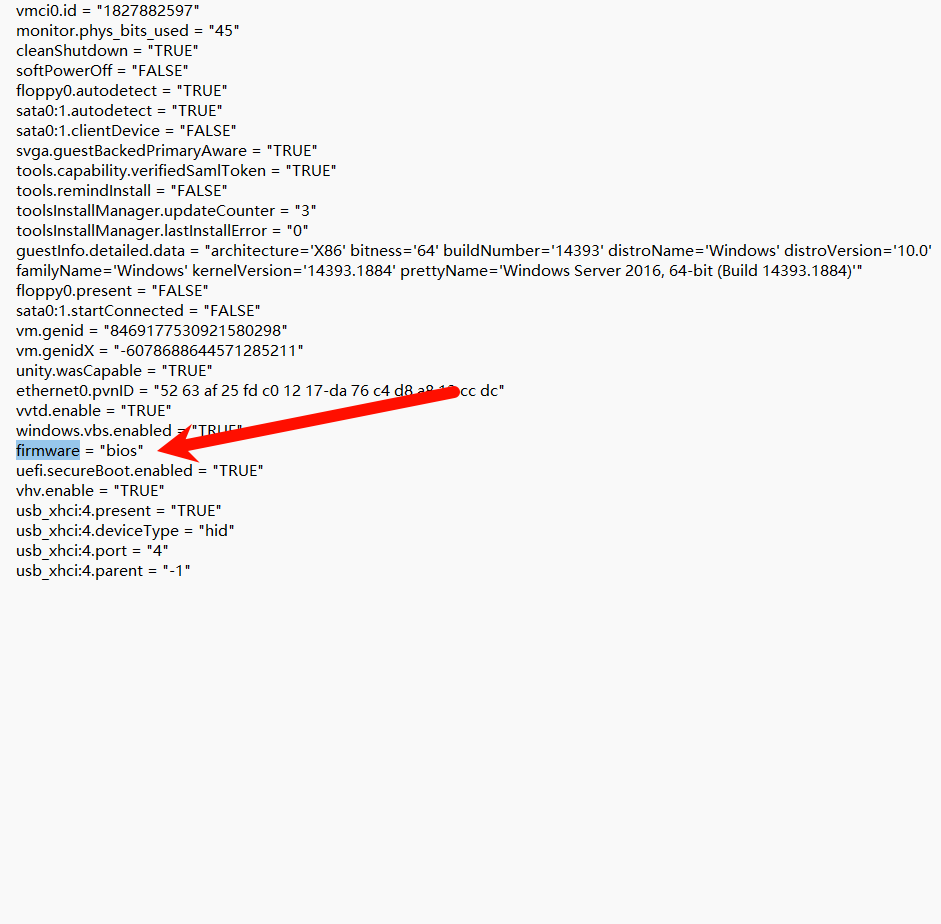 vmci0.id = "1827882597"
monitor.phys_bits_used = "45"
cleanShutdown = "TRUE"
softPowerOff = "FALSE"
floppy0.autodetect = "TRUE"
sata0:1.autodetect = "TRUE"
sata0:1.clientDevice = "FALSE"
svga.guestBackedPrimaryAware = "TRUE"
tools.capability.verifiedSamlToken = "TRUE"
tools.remindInstall = "FALSE"
toolsInstallManager.updateCounter = "3"
toolsInstallManager.lastInstallError = "0"
guestInfo.detailed.data = "architecture='X86' bitness='64' buildNumber='14393' distroName='Windows' distroVersion='10.0'
familyName='Windows' kernelVersion='14393.1884' prettyName='Windows Server 2016, 64-bit (Build 14393.1884)'"
floppy0.present = "FALSE"
sata0:1.startConnected = "FALSE"
vm.genid = "8469177530921580298"
vm.genidX = "-6078688644571285211"
unity.wasCapable = "TRUE"
ethernet0.pvnID = "52 63 af 25 fd c0 12 17-da 76 c4 d8 a8 cc dc"
vvtd.enable = "TRUE"
windows.vbs.enabled = "TRUE"
firmware = "bios"
uefi.secureBoot.enabled = "TRUE"
vhv.enable = "TRUE"
usb_xhci:4.present = "TRUE"
usb_xhci:4.deviceType = "hid"
usb_xhci:4.port = "4"
usb_xhci:4.parent = "-1"